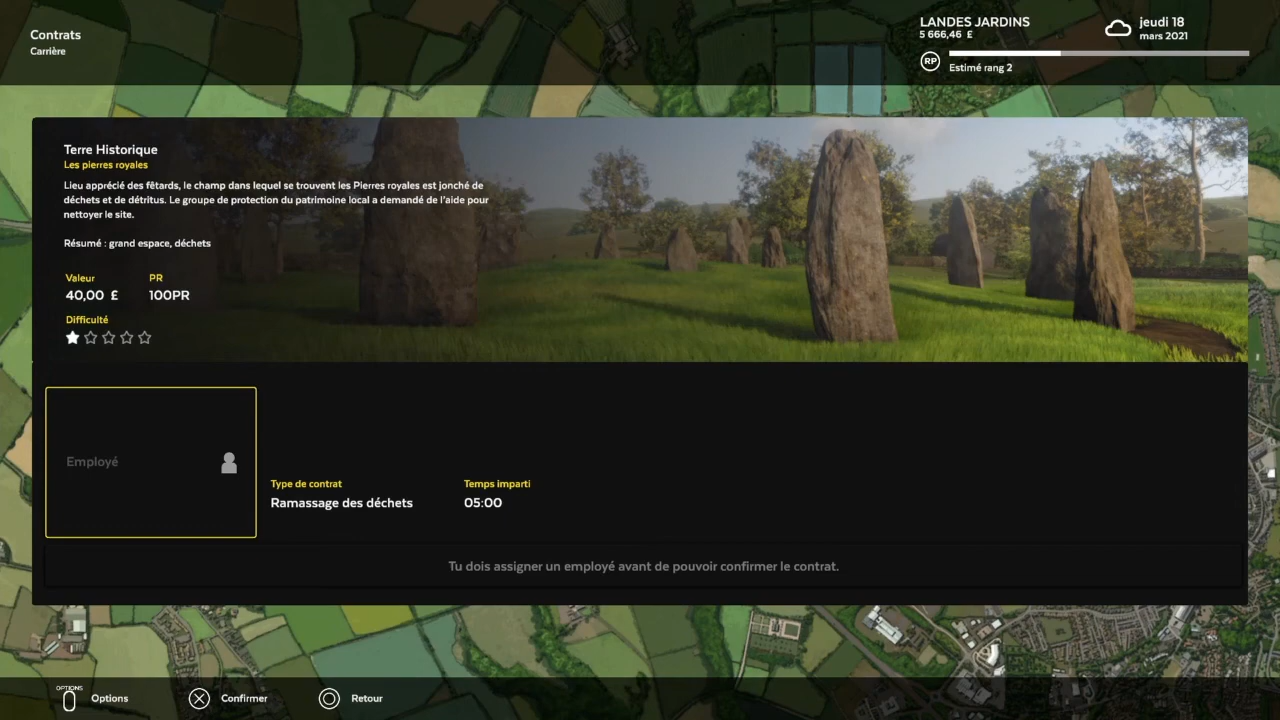 Contrats
Carrière
LANDES JARDINS
5 666,46 £
jeudi 18
mars 2021
RP
Estimé rang 2
Terre Historique
Les pierres royales
Lieu apprécié des fêtards, le champ dans lequel se trouvent les Pierres royales est jonché de
déchets et de détritus. Le groupe de protection du patrimoine local a demandé de l'aide pour
nettoyer le site.
Résumé : grand espace, déchets
Valeur PR
40,00 £ 100PR
Difficulté
Employé
Type de contrat Temps imparti
Ramassage des déchets 05:00
Tu dois assigner un employé avant de pouvoir confirmer le contrat.
OPTIONS
Options Confirmer Retour